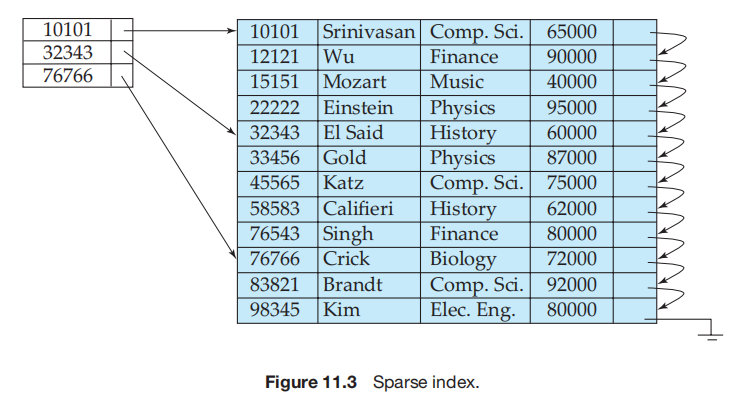 10101
32343
76766
10101 Srinivasan Comp. Sci. 65000
12121 Wu Finance 90000
15151 Mozart Music 40000
22222 Einstein Physics 95000
32343 El Said History 60000
33456 Gold Physics 87000
45565 Katz Comp. Sci. 75000
58583 Califieri History 62000
76543 Singh Finance 80000
76766 Crick Biology 72000
83821 Brandt Comp. Sci. 92000
98345 Kim Elec. Eng. 80000
Figure 11.3 Sparse index.